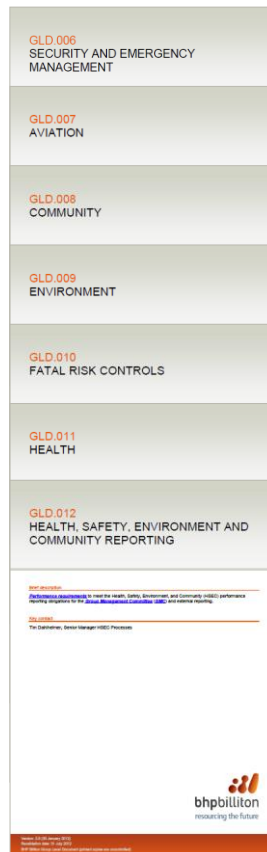 GLD.006
SECURITY AND EMERGENCY
MANAGEMENT
GLD.007
AVIATION
GLD.008
COMMUNITY
GLD.009
ENVIRONMENT
GLD.010
FATAL RISK CONTROLS
GLD.011
HEALTH
GLD.012
HEALTH, SAFETY, ENVIRONMENT AND
COMMUNITY REPORTING
Brief description
Performance requirements to meet the Health, Safety, Environment, and Community (HSEC) performance
reporting obligations for the Group Management Committee (GMC) and external reporting.
Key contact
Tim Dahlheimer, Senior Manager HSEC Processes
bhpbilliton
resourcing the future